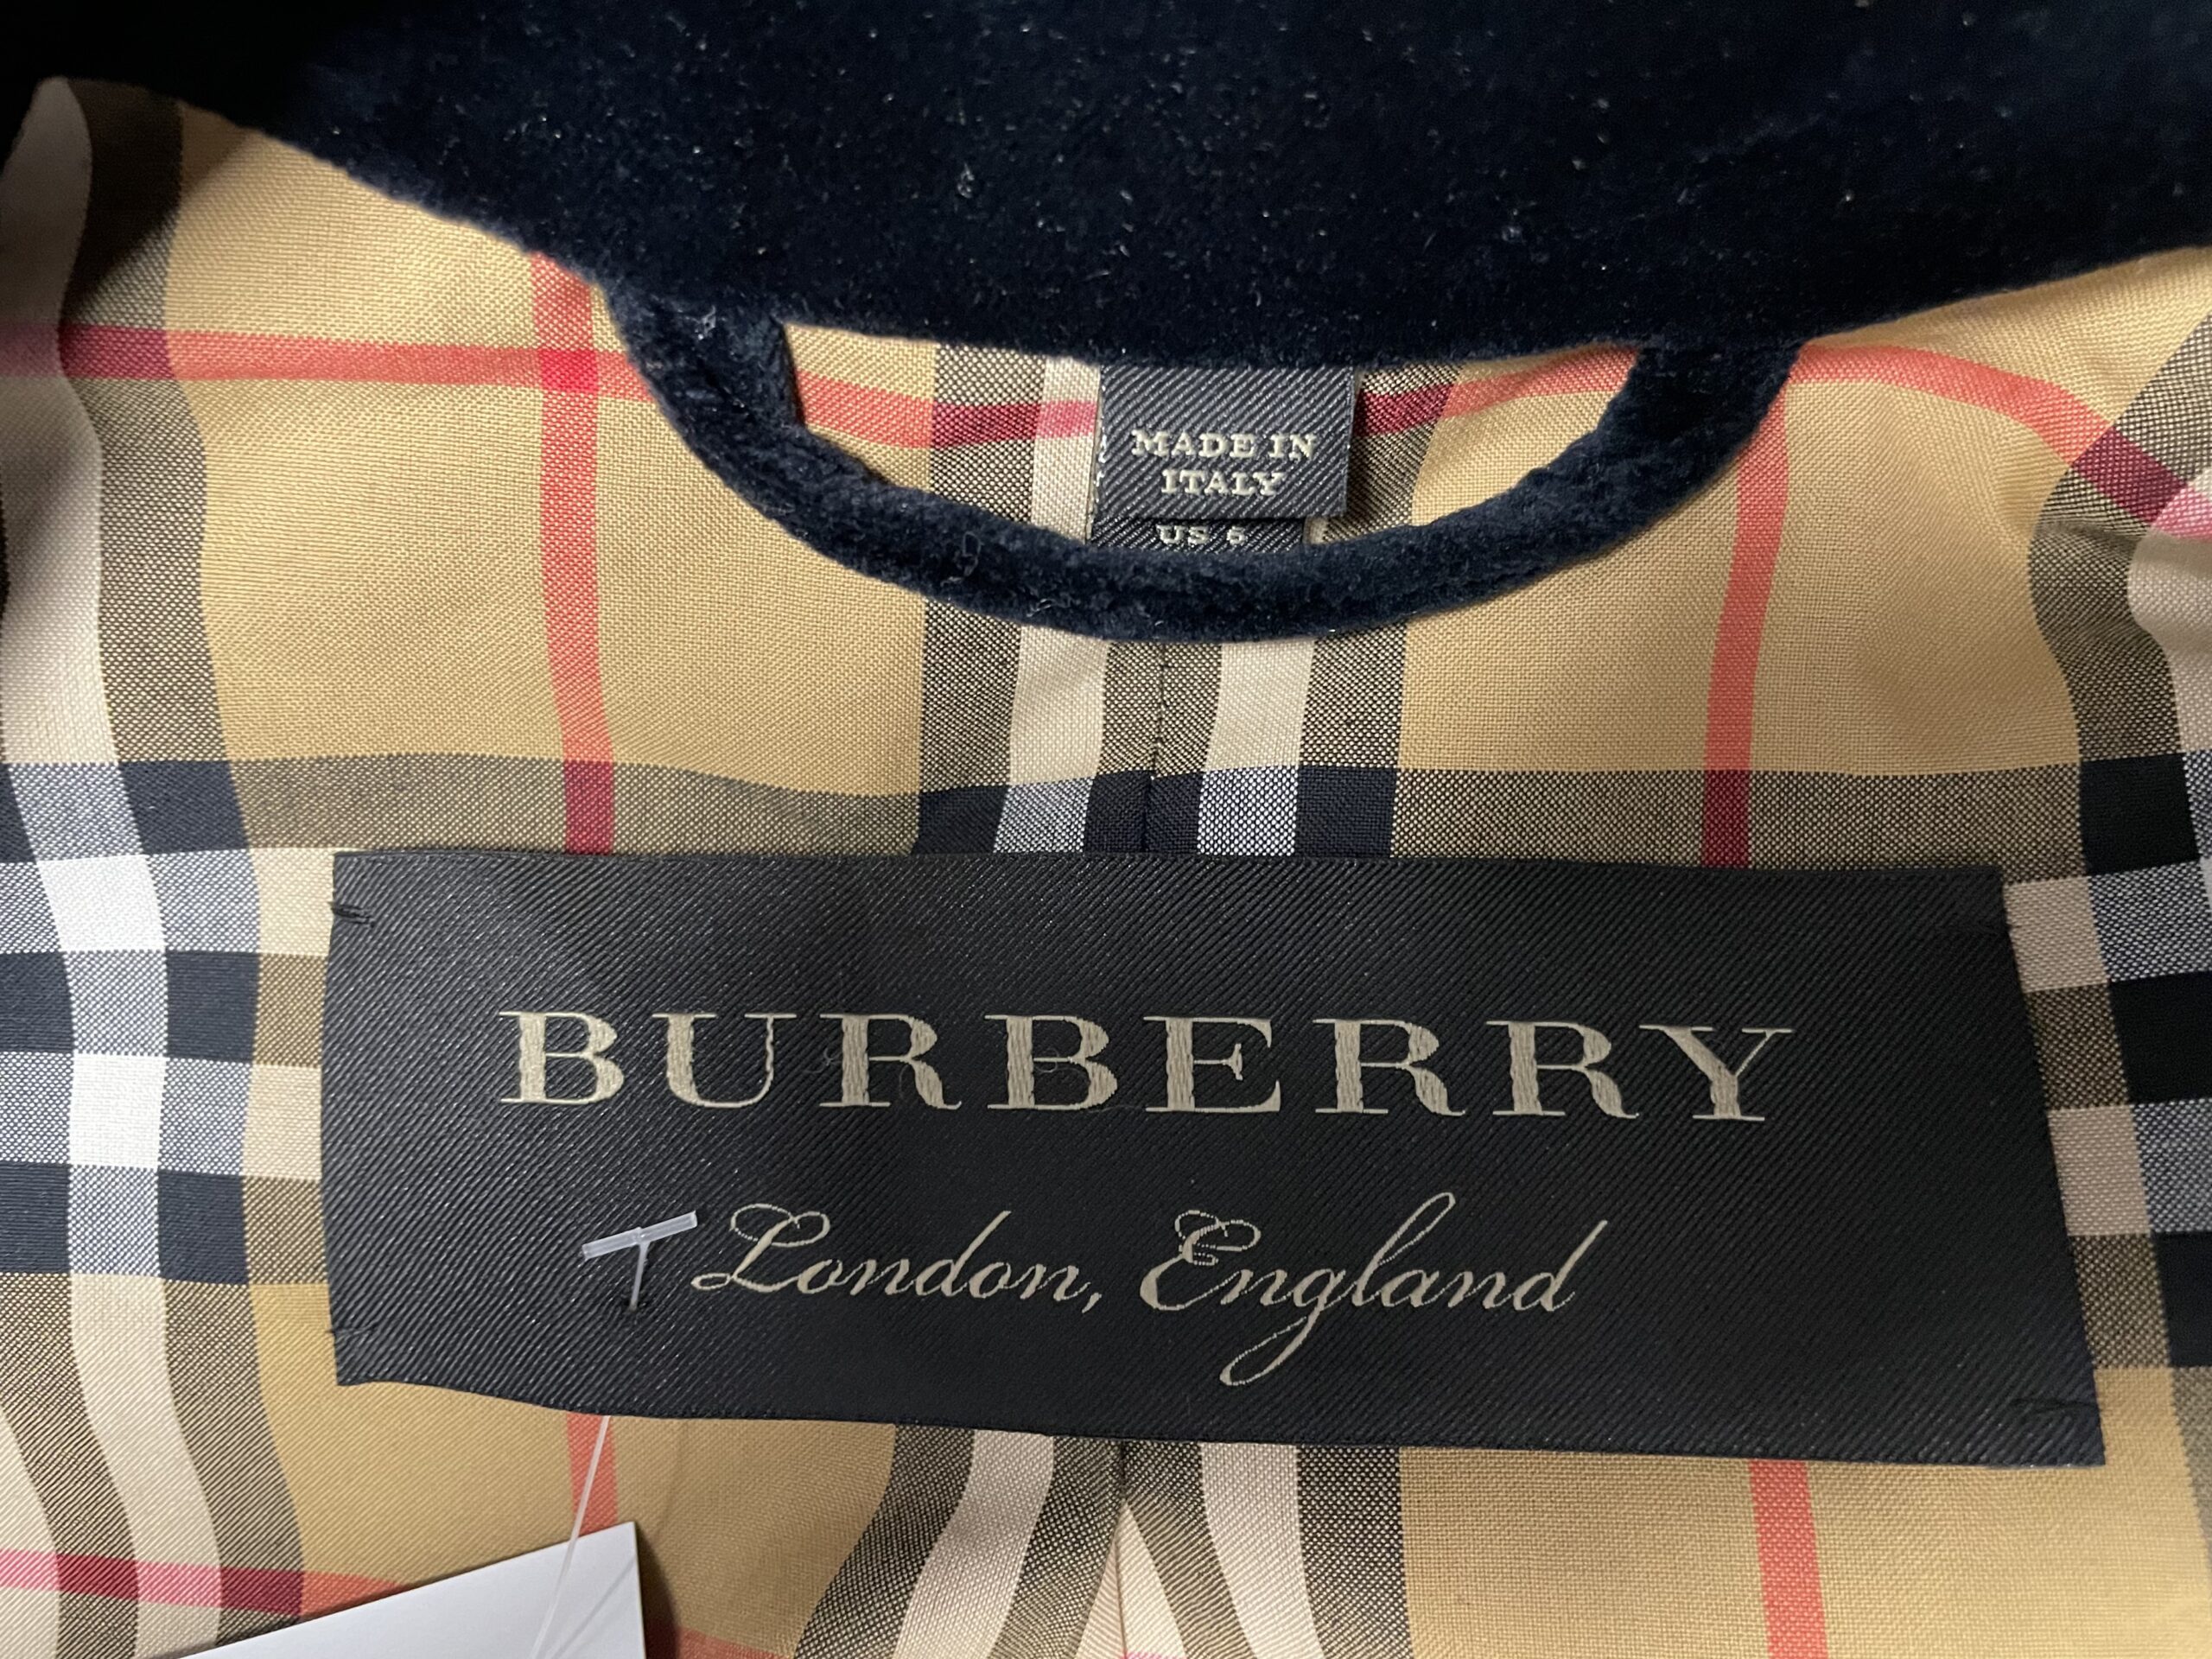 MADE IN
ITALY
US 6
BURBERRY
London, England